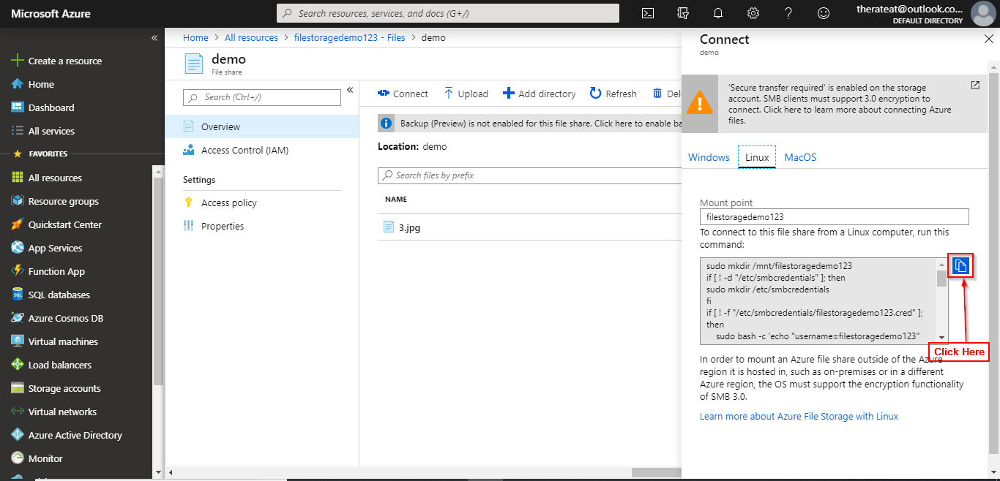 Microsoft Azure
Search resources, services, and docs (G+/)
therateat@outlook.co...
DEFAULT DIRECTORY
«
Create a resource
Home
Dashboard
All services
FAVORITES
All resources
Resource groups
Quickstart Center
App Services
Function App
SQL databases
Azure Cosmos DB
Virtual machines
Load balancers
Storage accounts
Virtual networks
Azure Active Directory
Monitor
Home > All resources > filestoragedemo123 - Files > demo
demo
File share
Search (Ctrl+/)
«
Overview
Access Control (IAM)
Settings
Access policy
Properties
Connect Upload Add directory Refresh
Backup (Preview) is not enabled for this file share. Click here to enable
Location: demo
Search files by prefix
NAME
3.jpg
Connect
demo
'Secure transfer required' is enabled on the storage
account. SMB clients must support 3.0 encryption to
connect. Click here to learn more about connecting Azure
files.
Windows Linux MacOS
Mount point
filestoragedemo123
To connect to this file share from a Linux computer, run this
command:
sudo mkdir /mnt/filestoragedemo123
if [ ! -d "/etc/smbcredentials" ]; then
sudo mkdir /etc/smbcredentials
fi
if [ ! -f "/etc/smbcredentials/filestoragedemo123.cred" ];
then
sudo bash -c 'echo "username=filestoragedemo123"
Click Here
In order to mount an Azure file share outside of the Azure
region it is hosted in, such as on-premises or in a different
Azure region, the OS must support the encryption functionality
of SMB 3.0.
Learn more about Azure File Storage with Linux